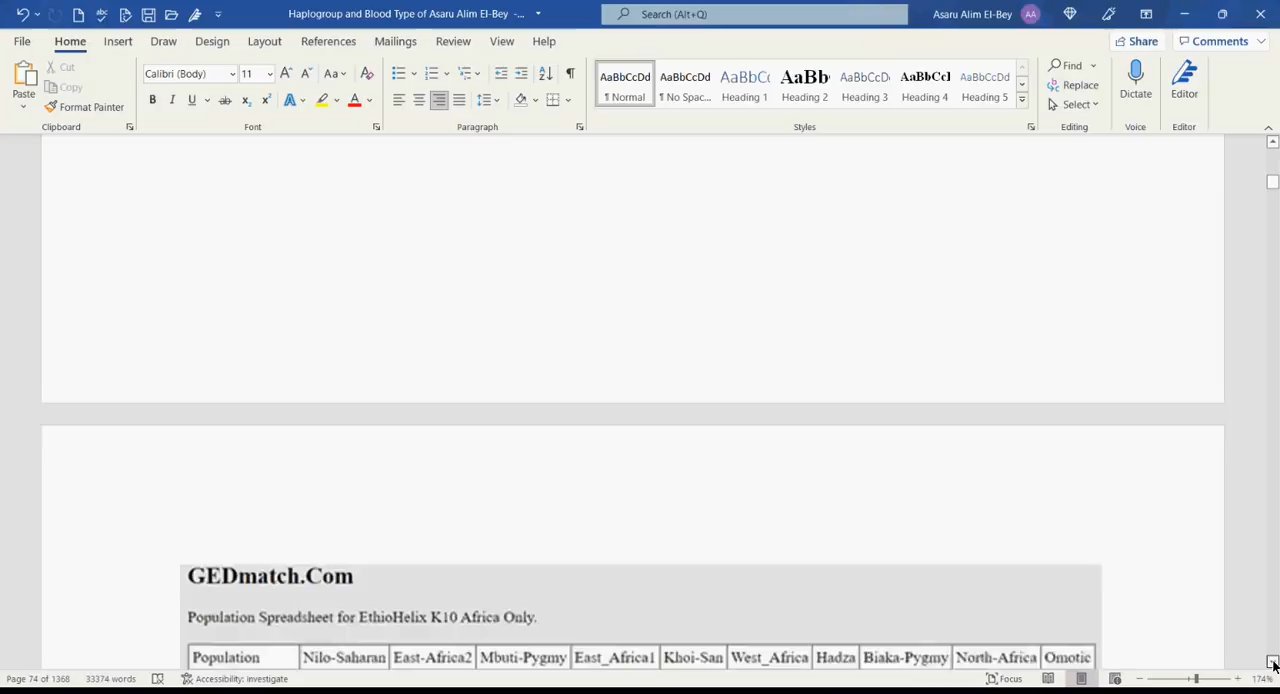 Haplogroup and Blood Type of Asaru Alim El-Bey -...
Search (Alt+Q)
Asaru Alim El-Bey
AA
File
Home
Insert
Draw
Design
Layout
References
Mailings
Review
View
Help
Share
Comments
Paste
Cut
Copy
Format Painter
Clipboard
Calibri (Body)
11
Font
Paragraph
AaBbCcDd
¶ Normal
AaBbCcDd
¶ No Spac...
AaBbC
Heading 1
AaBb
Heading 2
AaBbCcDd
Heading 3
AaBbCcI
Heading 4
AaBbCcDd
Heading 5
Styles
Find
Replace
Select
Editing
Dictate
Voice
Editor
Editor
GEDmatch.Com
Population Spreadsheet for EthioHelix K10 Africa Only.
Population Nilo-Saharan East-Africa2 Mbuti-Pygmy East_Africa1 Khoi-San West_Africa Hadza Biaka-Pygmy North-Africa Omotic
Page 74 of 1368
33374 words
Accessibility: Investigate
Focus
174%